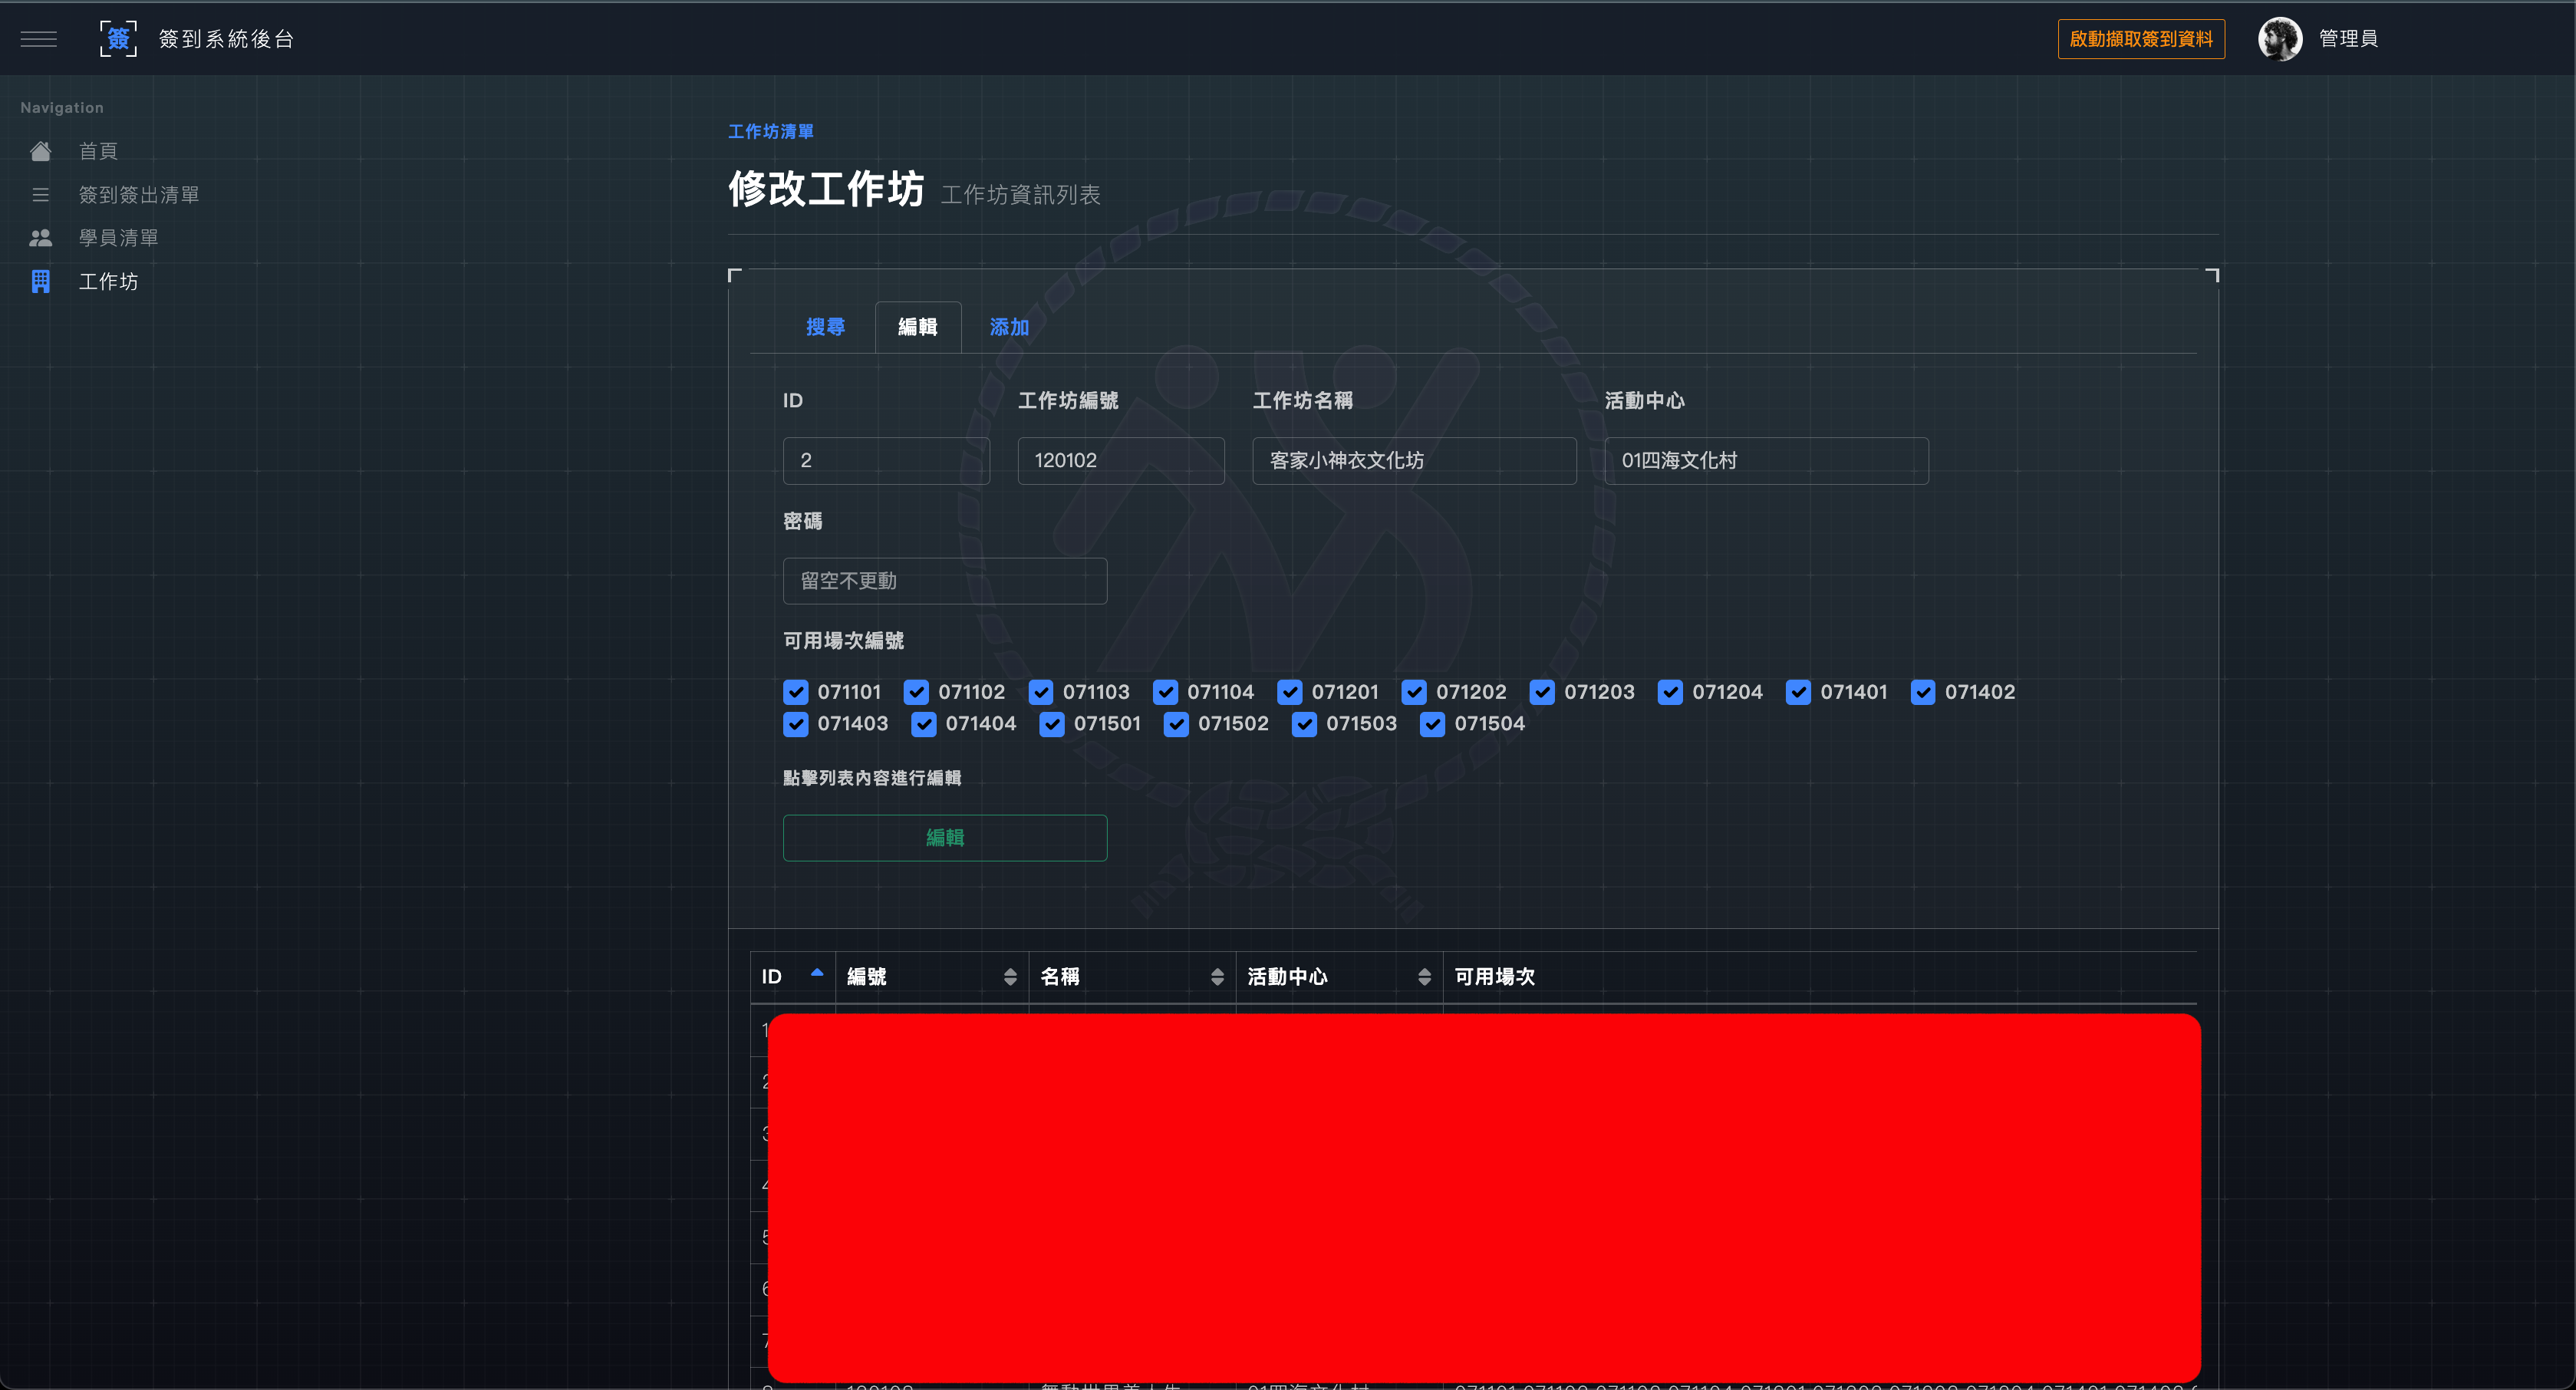 簽 簽到系統後台 啟動擷取簽到資料 管理員
Navigation
首頁
簽到簽出清單
學員清單
工作坊
工作坊清單
修改工作坊 工作坊資訊列表
搜尋 編輯 添加
ID 工作坊編號 工作坊名稱 活動中心
2 120102 客家小神衣文化坊 01四海文化村
密碼
留空不更動
可用場次編號
071101 071102 071103 071104 071201 071202 071203 071204 071401 071402
071403 071404 071501 071502 071503 071504
點擊列表內容進行編輯
編輯
ID 編號 名稱 活動中心 可用場次
1
2
3
4
5
6
7